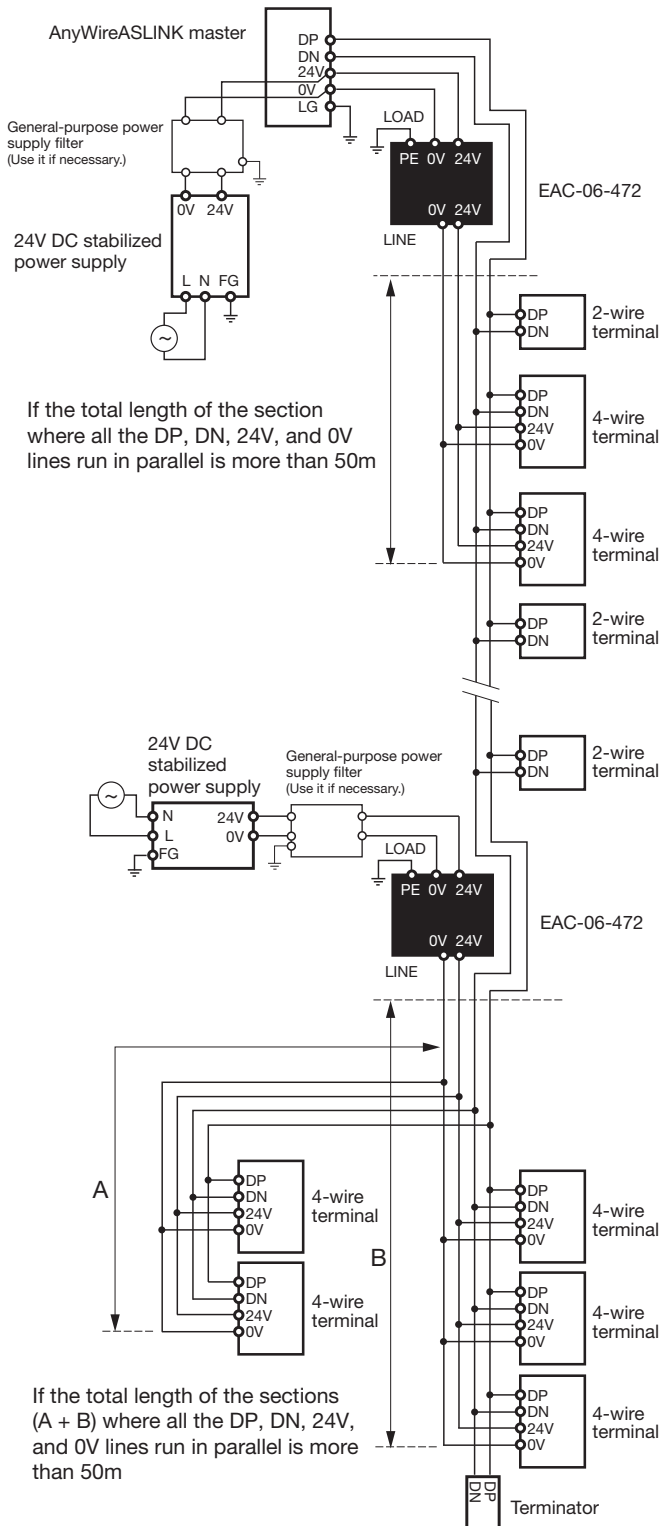 AnyWireASLINK master
DP
DN
24V
0V
LG
General-purpose power
supply filter
(Use it if necessary.)
LOAD
PE 0V 24V
0V 24V
LINE
EAC-06-472
0V 24V
24V DC stabilized
power supply
L N FG
~
DP
DN
2-wire
terminal
If the total length of the section
where all the DP, DN, 24V, and 0V
lines run in parallel is more than 50m
DP
DN
24V
0V
4-wire
terminal
DP
DN
24V
0V
4-wire
terminal
DP
DN
2-wire
terminal
DP
DN
2-wire
terminal
24V DC
stabilized
power supply
~
N
L
FG
24V
0V
General-purpose power
supply filter
(Use it if necessary.)
LOAD
PE 0V 24V
0V 24V
LINE
EAC-06-472
A
B
DP
DN
24V
0V
4-wire
terminal
DP
DN
24V
0V
4-wire
terminal
DP
DN
24V
0V
4-wire
terminal
DP
DN
24V
0V
4-wire
terminal
DP
DN
24V
0V
4-wire
terminal
If the total length of the sections
(A + B) where all the DP, DN, 24V,
and 0V lines run in parallel is more
than 50m
DP
DN
Terminator